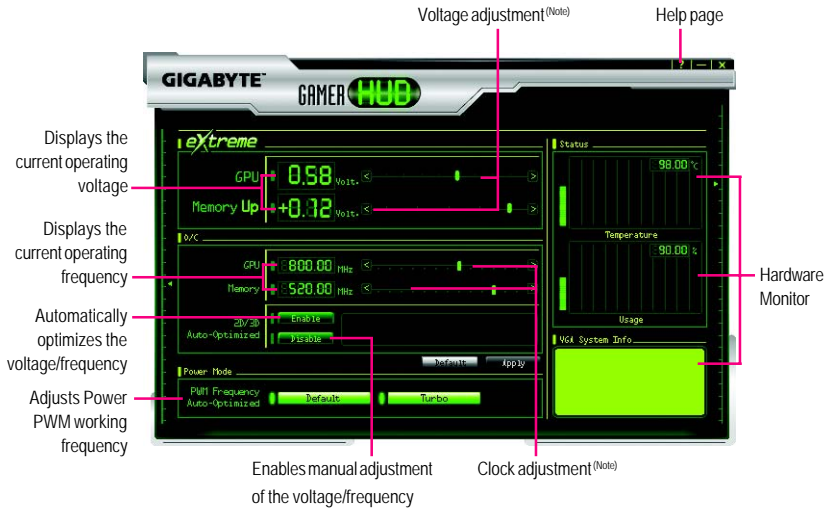 Voltage adjustment (Note)
Help page
? — ×
GIGABYTE™
GAMER HUB
Displays the
current operating
voltage
eXtreme
GPU 0.58 Volt. < >
Memory Up +0.12 Volt. < >
Status
98.00 °C
Temperature
Displays the
current operating
frequency
O/C
GPU 800.00 MHz < >
Memory 520.00 MHz < >
90.00 %
Usage
Hardware
Monitor
Automatically
optimizes the
voltage/frequency
2D/3D
Auto-Optimized
Enable
Disable
Default Apply
VGA System Info
Adjusts Power
PWM working
frequency
Power Mode
PWM Frequency
Auto-Optimized
Default Turbo
Enables manual adjustment
of the voltage/frequency
Clock adjustment (Note)